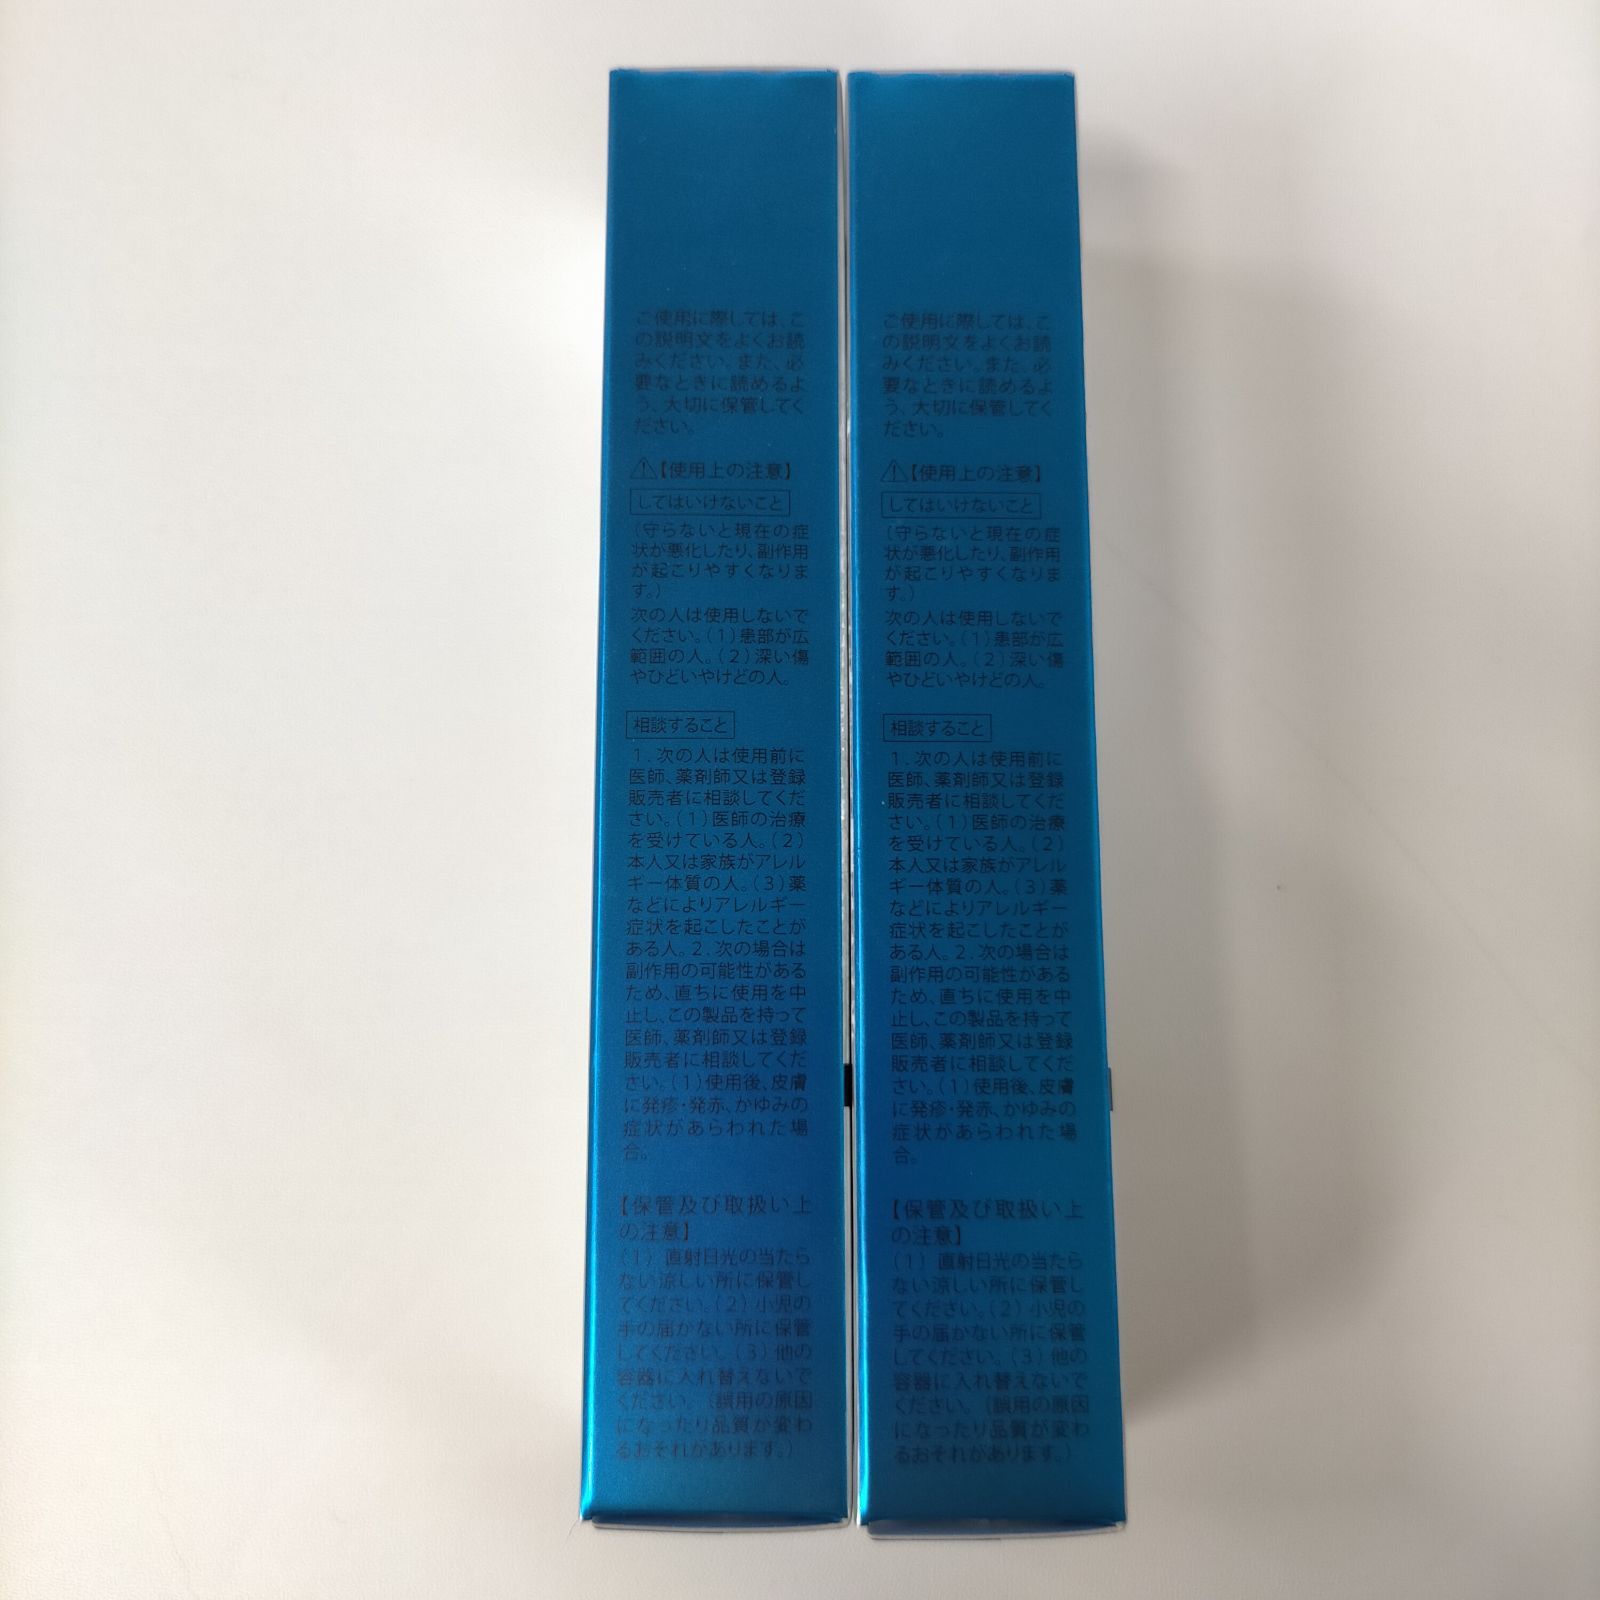 ご使用に際しては、こ
の説明文をよくお読
みください。また、必
要なときに読めるよ
う、大切に保管してく
ださい。
⚠【使用上の注意】
してはいけないこと
(守らないと現在の症
状が悪化したり、副作用
が起こりやすくなりま
す。)
次の人は使用しないで
ください。(1)患部が広
範囲の人。(2)深い傷
やひどいやけどの人。
相談すること
1.次の人は使用前に
医師、薬剤師又は登録
販売者に相談してくだ
さい。(1)医師の治療
を受けている人。(2)
本人又は家族がアレル
ギー体質の人。(3)薬
などによりアレルギー
症状を起こしたことが
ある人。2.次の場合は
副作用の可能性がある
ため、直ちに使用を中
止し、この製品を持って
医師、薬剤師又は登録
販売者に相談してくだ
さい。(1)使用後、皮膚
に発疹・発赤、かゆみの
症状があらわれた場
合。
【保管及び取扱い上
の注意】
(1) 直射日光の当たら
ない涼しい所に保管し
てください。(2) 小児の
手の届かない所に保管
してください。(3) 他の
容器に入れ替えないで
ください。(誤用の原因
になったり品質が変わ
るおそれがあります。)
ご使用に際しては、こ
の説明文をよくお読
みください。また、必
要なときに読めるよ
う、大切に保管してく
ださい。
⚠【使用上の注意】
してはいけないこと
(守らないと現在の症
状が悪化したり、副作用
が起こりやすくなりま
す。)
次の人は使用しないで
ください。(1)患部が広
範囲の人。(2)深い傷
やひどいやけどの人。
相談すること
1.次の人は使用前に
医師、薬剤師又は登録
販売者に相談してくだ
さい。(1)医師の治療
を受けている人。(2)
本人又は家族がアレル
ギー体質の人。(3)薬
などによりアレルギー
症状を起こしたことが
ある人。2.次の場合は
副作用の可能性がある
ため、直ちに使用を中
止し、この製品を持って
医師、薬剤師又は登録
販売者に相談してくだ
さい。(1)使用後、皮膚
に発疹・発赤、かゆみの
症状があらわれた場
合。
【保管及び取扱い上
の注意】
(1) 直射日光の当たら
ない涼しい所に保管し
てください。(2) 小児の
手の届かない所に保管
してください。(3) 他の
容器に入れ替えないで
ください。(誤用の原因
になったり品質が変わ
るおそれがあります。)